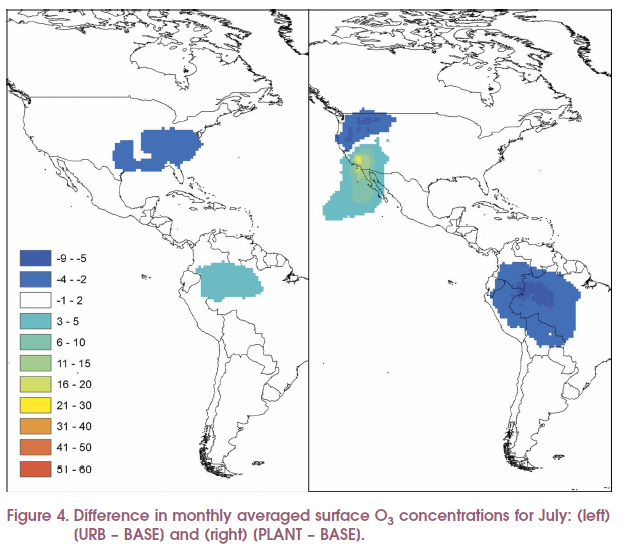 -9 - -5
-4 - -2
-1 - 2
3 - 5
6 - 10
11 - 15
16 - 20
21 - 30
31 - 40
41 - 50
51 - 60
Figure 4. Difference in monthly averaged surface O₃ concentrations for July: (left)
(URB – BASE) and (right) (PLANT – BASE).